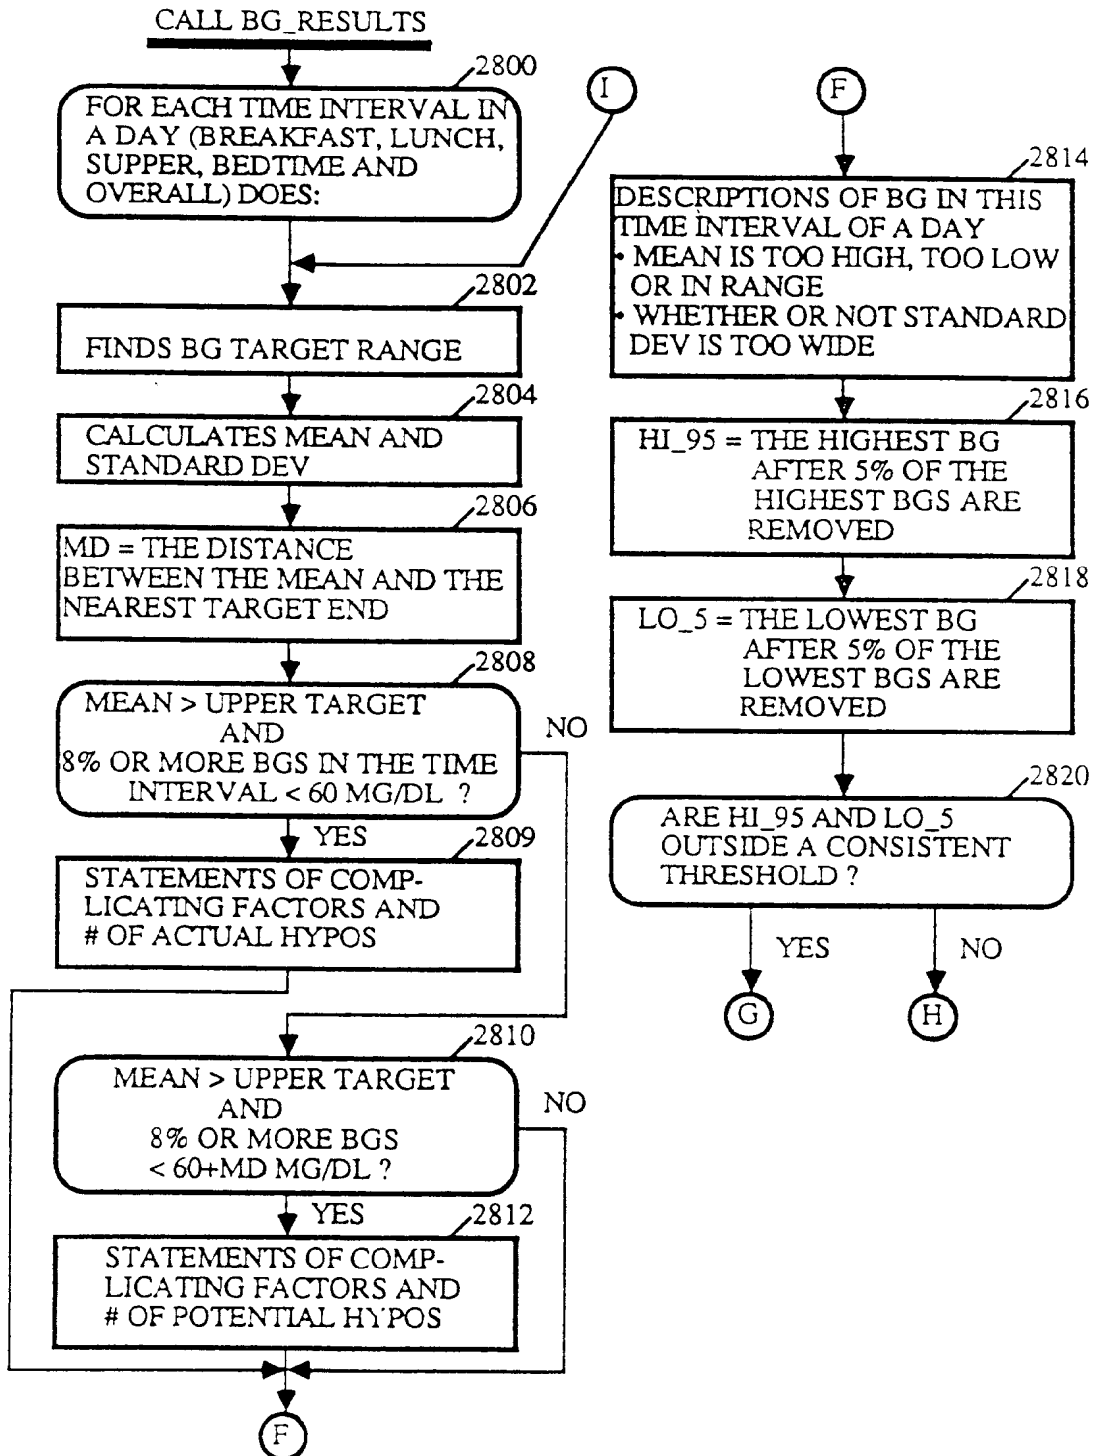 CALL BG_RESULTS
2800
FOR EACH TIME INTERVAL IN
A DAY (BREAKFAST, LUNCH,
SUPPER, BEDTIME AND
OVERALL) DOES:
2802
FINDS BG TARGET RANGE
2804
CALCULATES MEAN AND
STANDARD DEV
2806
MD = THE DISTANCE
BETWEEN THE MEAN AND THE
NEAREST TARGET END
2808
MEAN > UPPER TARGET
AND
8% OR MORE BGS IN THE TIME
INTERVAL < 60 MG/DL ?
NO
YES
2809
STATEMENTS OF COMP-
LICATING FACTORS AND
# OF ACTUAL HYPOS
2810
MEAN > UPPER TARGET
AND
8% OR MORE BGS
< 60+MD MG/DL ?
NO
YES
2812
STATEMENTS OF COMP-
LICATING FACTORS AND
# OF POTENTIAL HYPOS
F
I
F
2814
DESCRIPTIONS OF BG IN THIS
TIME INTERVAL OF A DAY
• MEAN IS TOO HIGH, TOO LOW
OR IN RANGE
• WHETHER OR NOT STANDARD
DEV IS TOO WIDE
2816
HI_95 = THE HIGHEST BG
AFTER 5% OF THE
HIGHEST BGS ARE
REMOVED
2818
LO_5 = THE LOWEST BG
AFTER 5% OF THE
LOWEST BGS ARE
REMOVED
2820
ARE HI_95 AND LO_5
OUTSIDE A CONSISTENT
THRESHOLD ?
YES
NO
G
H